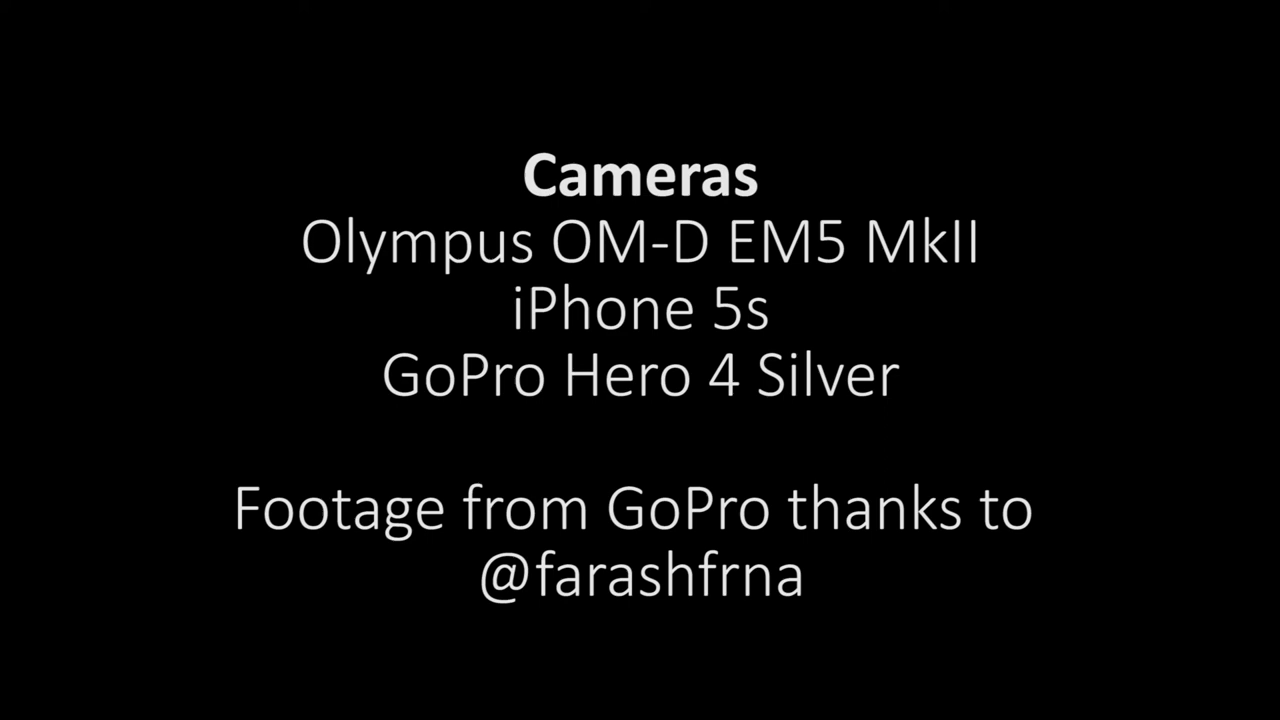 Cameras
Olympus OM-D EM5 MkII
iPhone 5s
GoPro Hero 4 Silver
Footage from GoPro thanks to
@farashfrna